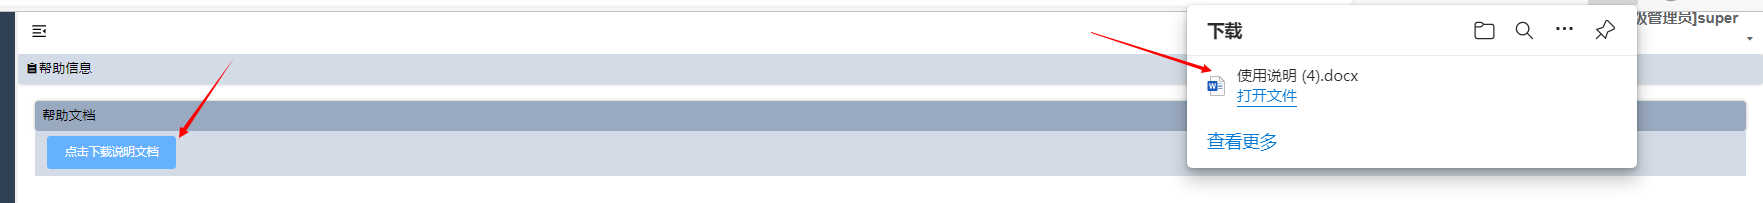 下载
级管理员]super
帮助信息
使用说明 (4).docx
打开文件
帮助文档
查看更多
点击下载说明文档